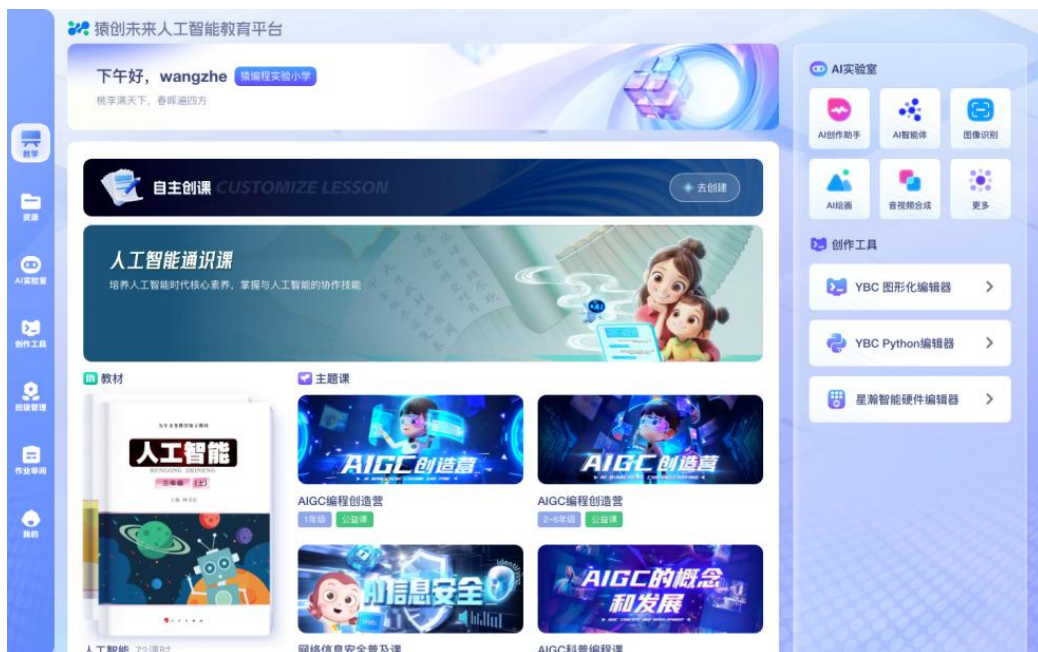 猿创未来人工智能教育平台
下午好，wangzhe 猿编程实验小学
桃李满天下，春晖遍四方
教学
资源
AI实验室
创作工具
班级管理
作业审阅
我的
自主创课 CUSTOMIZE LESSON
去创建
人工智能通识课
培养人工智能时代核心素养，掌握与人工智能的协作技能
教材
人工智能
RENGONG ZHINENG
三年级 (上)
人工智能 72课时
主题课
AIGC创造营
AIGC编程创造营
1年级 公益课
AIGC创造营
AIGC编程创造营
2-6年级 公益课
AI信息安全
网络信息安全普及课
AIGC的概念
和发展
AIGC科普编程课
AI实验室
AI创作助手
AI智能体
图像识别
AI绘画
音视频合成
更多
创作工具
YBC 图形化编辑器
YBC Python编辑器
星瀚智能硬件编辑器